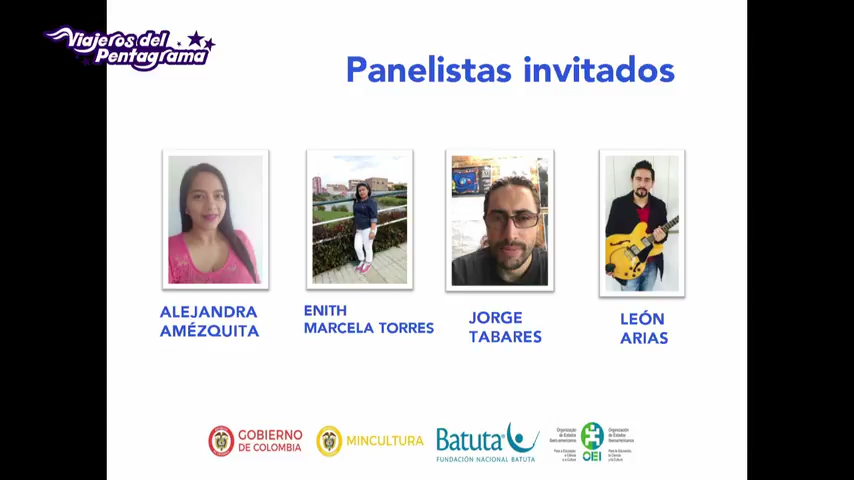 Viajeros del
Pentagrama
Panelistas invitados
ALEJANDRA
AMÉZQUITA
ENITH
MARCELA TORRES
JORGE
TABARES
LEÓN
ARIAS
GOBIERNO
DE COLOMBIA
MINCULTURA
Batuta
FUNDACIÓN NACIONAL BATUTA
OEI